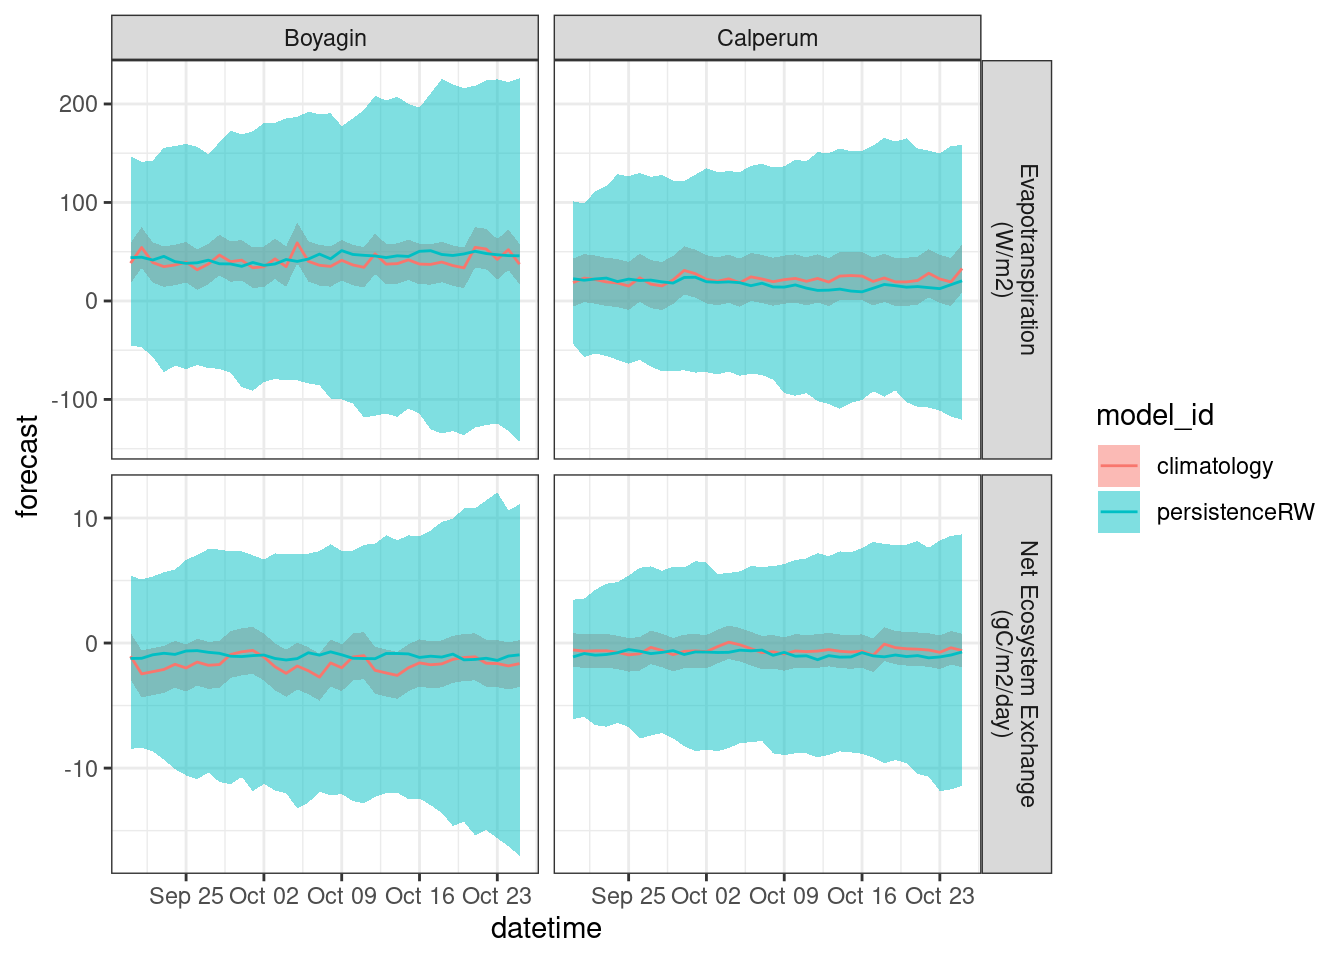 Boyagin
Calperum
200
100
0
-100
Evapotranspiration
(W/m2)
10
0
-10
Net Ecosystem Exchange
(gC/m2/day)
forecast
Sep 25 Oct 02 Oct 09 Oct 16 Oct 23
Sep 25 Oct 02 Oct 09 Oct 16 Oct 23
datetime
model_id
climatology
persistenceRW